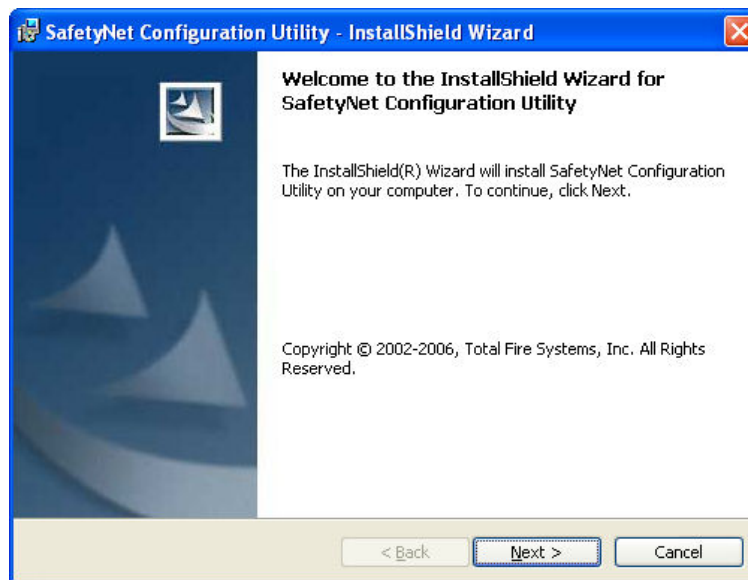 SafetyNet Configuration Utility - InstallShield Wizard
Welcome to the InstallShield Wizard for
SafetyNet Configuration Utility
The InstallShield(R) Wizard will install SafetyNet Configuration
Utility on your computer. To continue, click Next.
Copyright © 2002-2006, Total Fire Systems, Inc. All Rights
Reserved.
< Back
Next >
Cancel